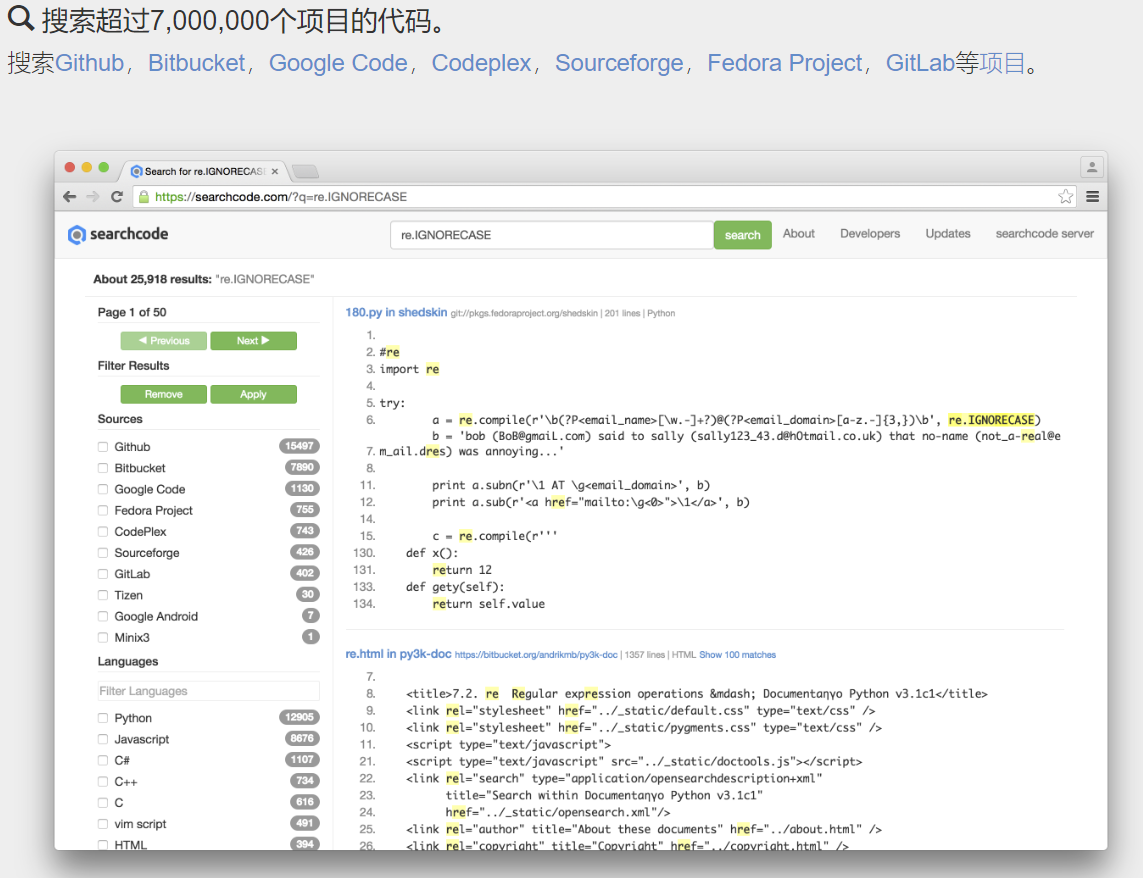 搜索超过7,000,000个项目的代码。
搜索Github，Bitbucket，Google Code，Codeplex，Sourceforge，Fedora Project，GitLab等项目。
Search for re.IGNORECAS
https://searchcode.com/?q=re.IGNORECASE
searchcode
re.IGNORECASE
search
About
Developers
Updates
searchcode server
About 25,918 results: "re.IGNORECASE"
Page 1 of 50
Previous
Next
Filter Results
Remove
Apply
Sources
Github 15497
Bitbucket 7890
Google Code 1130
Fedora Project 755
CodePlex 743
Sourceforge 426
GitLab 402
Tizen 30
Google Android 7
Minix3 1
Languages
Filter Languages
Python 12905
Javascript 8676
C# 1107
C++ 734
C 616
vim script 491
HTML 394
180.py in shedskin git://pkgs.fedoraproject.org/shedskin | 201 lines | Python
1.
2. #re
3. import re
4.
5. try:
6. a = re.compile(r'\b(?P<email_name>[\w.-]+?)@(?P<email_domain>[a-z.-]{3,})\b', re.IGNORECASE)
b = 'bob (BoB@gmaiL.com) said to sally (sally123_43.d@hOtmail.co.uk) that no-name (not_a-real@e
7. m_ail.dres) was annoying...'
8.
11. print a.subn(r'\1 AT \g<email_domain>', b)
12. print a.sub(r'<a href="mailto:\g<0>">\1</a>', b)
14.
15. c = re.compile(r'''
130. def x():
131. return 12
133. def gety(self):
134. return self.value
re.html in py3k-doc https://bitbucket.org/andrikmb/py3k-doc | 1357 lines | HTML Show 100 matches
7.
8. <title>7.2. re Regular expression operations &mdash; Documentaηγο Python v3.1c1</title>
9. <link rel="stylesheet" href="../_static/default.css" type="text/css" />
10. <link rel="stylesheet" href="../_static/pygments.css" type="text/css" />
11. <script type="text/javascript">
21. <script type="text/javascript" src="../_static/doctools.js"></script>
22. <link rel="search" type="application/opensearchdescription+xml"
23. title="Search within Documentaηγο Python v3.1c1"
24. href="../_static/opensearch.xml"/>
25. <link rel="author" title="About these documents" href="../about.html" />
26. <link rel="copyright" title="Copyright" href="../copyright.html" />